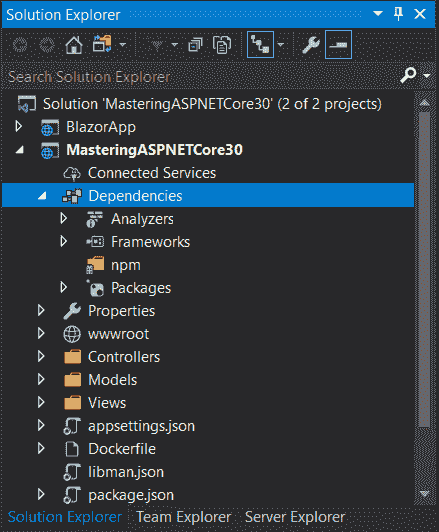 Solution Explorer
Search Solution Explorer
Solution 'MasteringASPNETCore30' (2 of 2 projects)
BlazorApp
MasteringASPNETCore30
Connected Services
Dependencies
Analyzers
Frameworks
npm
Packages
Properties
wwwroot
Controllers
Models
Views
appsettings.json
Dockerfile
libman.json
package.json
Solution Explorer Team Explorer Server Explorer